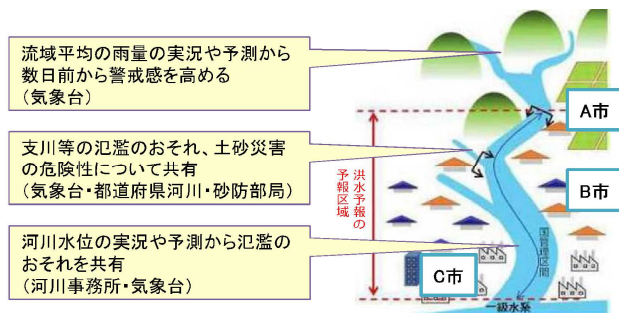 流域平均の雨量の実況や予測から
数日前から警戒感を高める
（気象台）
支川等の氾濫のおそれ、土砂災害
の危険性について共有
（気象台・都道府県河川・砂防部局）
河川水位の実況や予測から氾濫の
おそれを共有
（河川事務所・気象台）
洪水予報の
予報区域
A市
B市
C市
国管理区間
一級水系